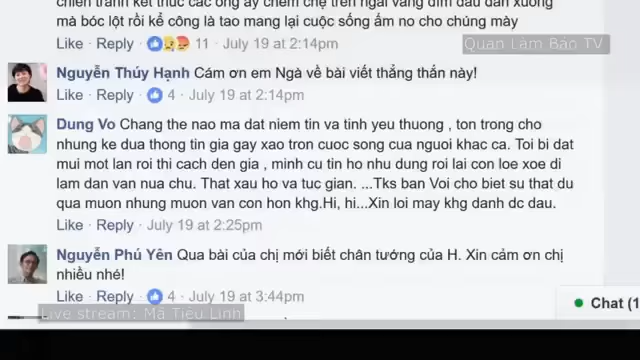 chiến tranh kết thúc các ông ấy chễm chệ trên ngai vàng dìm đầu dân xuống
mà bóc lột rồi kể công là tao mang lại cuộc sống ấm no cho chúng mày
Like · Reply · 11 · July 19 at 2:14pm
Quan Làm Báo TV
Nguyễn Thúy Hạnh Cám ơn em Ngà về bài viết thẳng thắn này!
Like · Reply · 4 · July 19 at 2:14pm
Dung Vo Chang the nao ma dat niem tin va tinh yeu thuong , ton trong cho
nhung ke dua thong tin gia gay xao tron cuoc song cua nguoi khac ca. Toi bi dat
mui mot lan roi thi cach den gia , minh cu tin ho nhu dung roi lai con loe xoe di
lam dan van nua chu. That xau ho va tuc gian. ...Tks ban Voi cho biet su that du
qua muon nhung muon van con hon khg.Hi, hi...Xin loi may khg danh dc dau.
Like · Reply · July 19 at 2:25pm
Nguyễn Phú Yên Qua bài của chị mới biết chân tướng của H. Xin cảm ơn chị
nhiều nhé!
Like · Reply · 4 · July 19 at 3:44pm
Chat (1
Live stream: Mã Tiểu Linh